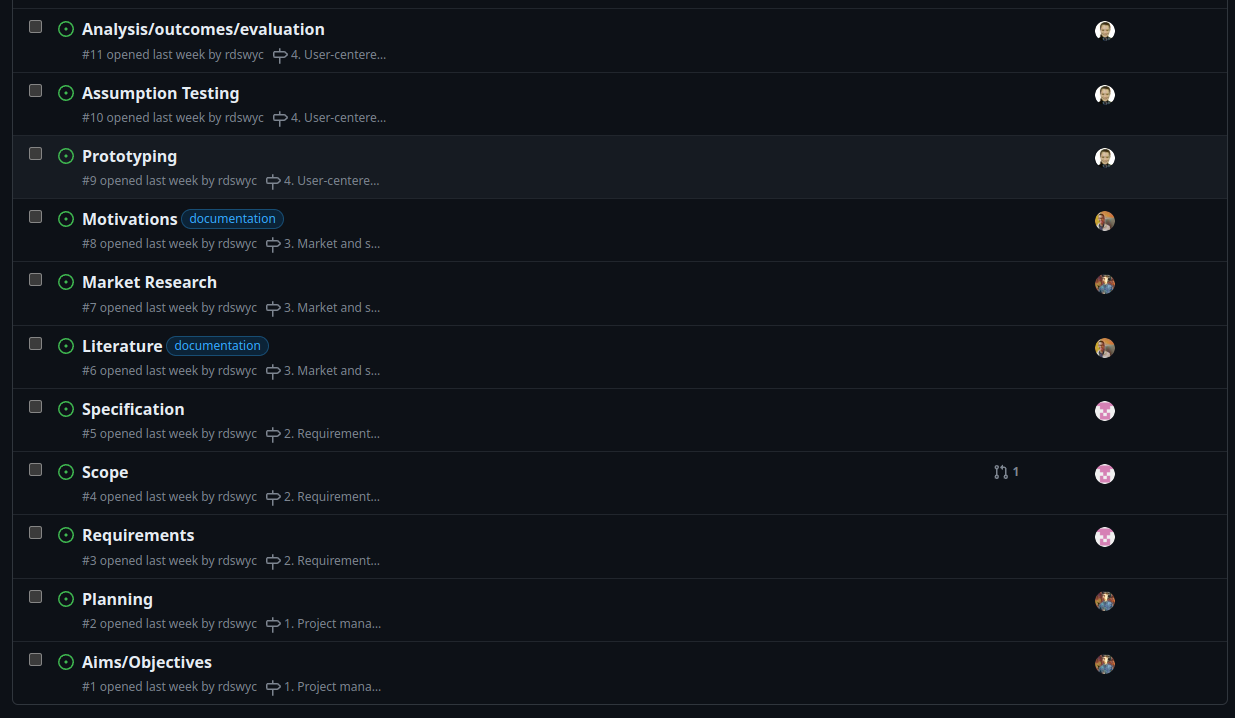 Analysis/outcomes/evaluation
#11 opened last week by rdswyc 4. User-centere...
Assumption Testing
#10 opened last week by rdswyc 4. User-centere...
Prototyping
#9 opened last week by rdswyc 4. User-centere...
Motivations documentation
#8 opened last week by rdswyc 3. Market and s...
Market Research
#7 opened last week by rdswyc 3. Market and s...
Literature documentation
#6 opened last week by rdswyc 3. Market and s...
Specification
#5 opened last week by rdswyc 2. Requirement...
Scope 1
#4 opened last week by rdswyc 2. Requirement...
Requirements
#3 opened last week by rdswyc 2. Requirement...
Planning
#2 opened last week by rdswyc 1. Project mana...
Aims/Objectives
#1 opened last week by rdswyc 1. Project mana...